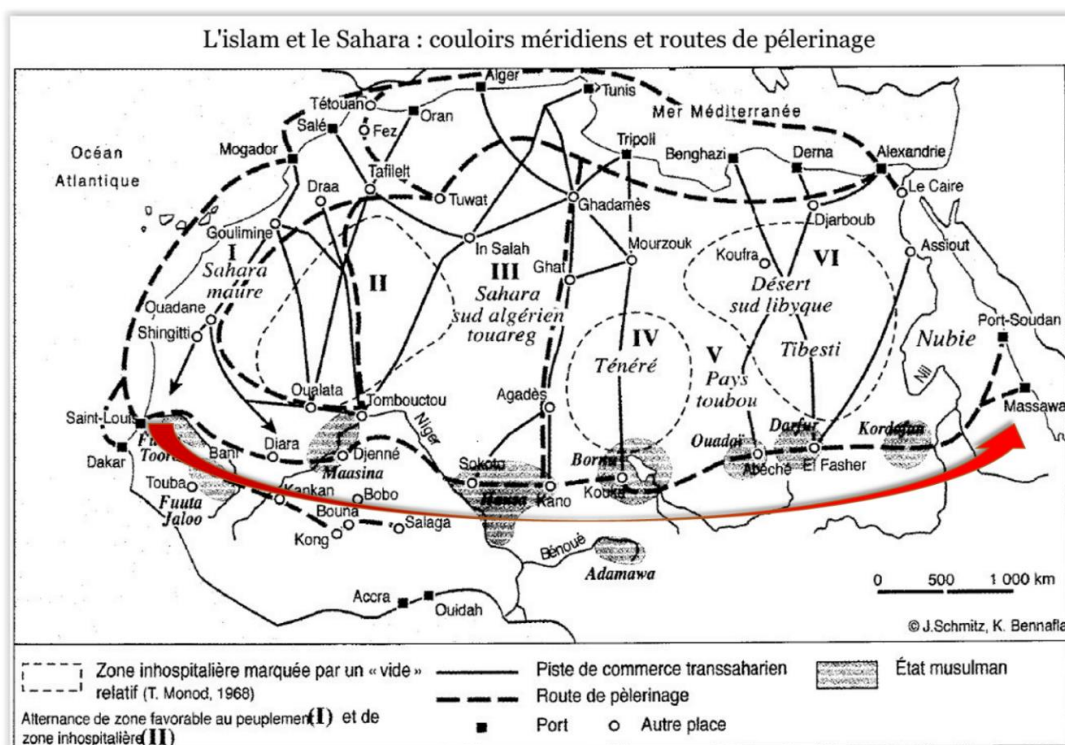 L'islam et le Sahara : couloirs méridiens et routes de pélerinage
Alger
Tunis
Mer Méditerranée
Tétouan
Oran
Salé
Fez
Océan
Atlantique
Mogador
Tripoli
Benghazi
Derna
Alexandrie
Tafilelt
Le Caire
Draa
Tuwat
Ghadamès
Djarboub
Goulimine
In Salah
Mourzouk
Assiout
I
Sahara
maure
II
III
Sahara
sud algérien
touareg
Ghat
Koufra
VI
Désert
sud libyque
Ouadane
Shingitti
IV
Ténéré
V
Pays
toubou
Tibesti
Nubie
Port-Soudan
Nil
Oualata
Tombouctou
Agadès
Massawa
Saint-Louis
Niger
Dakar
Diara
Djenné
Maasina
Bani
Sokoto
Hausa
Kano
Bornu
Kouka
Ouadaï
Abéché
Darfur
El Fasher
Kordofan
Touba
Fuuta
Jaloo
Kankan
Bobo
Bouna
Kong
Salaga
Bénoué
Adamawa
Accra
Ouidah
0 500 1 000 km
© J.Schmitz, K. Bennafla
Zone inhospitalière marquée par un « vide »
relatif (T. Monod, 1968)
Alternance de zone favorable au peuplement (I) et de
zone inhospitalière (II)
Piste de commerce transsaharien
Route de pèlerinage
Port
Autre place
État musulman